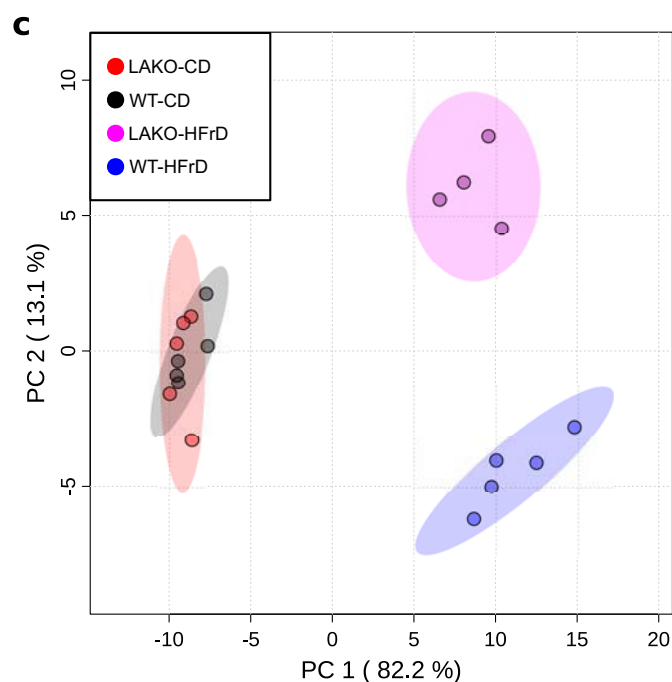 c
LAKO-CD
WT-CD
LAKO-HFrD
WT-HFrD
10
5
0
-5
PC 2 ( 13.1 %)
-10
-5
0
5
10
15
20
PC 1 ( 82.2 %)